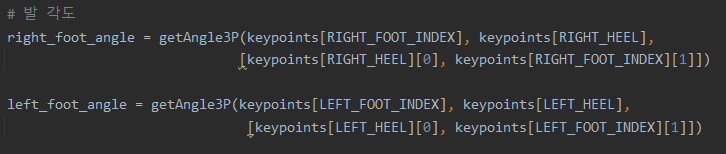 # 발 각도
right_foot_angle = getAngle3P(keypoints[RIGHT_FOOT_INDEX], keypoints[RIGHT_HEEL],
[keypoints[RIGHT_HEEL][0], keypoints[RIGHT_FOOT_INDEX][1]])
left_foot_angle = getAngle3P(keypoints[LEFT_FOOT_INDEX], keypoints[LEFT_HEEL],
[keypoints[LEFT_HEEL][0], keypoints[LEFT_FOOT_INDEX][1]])